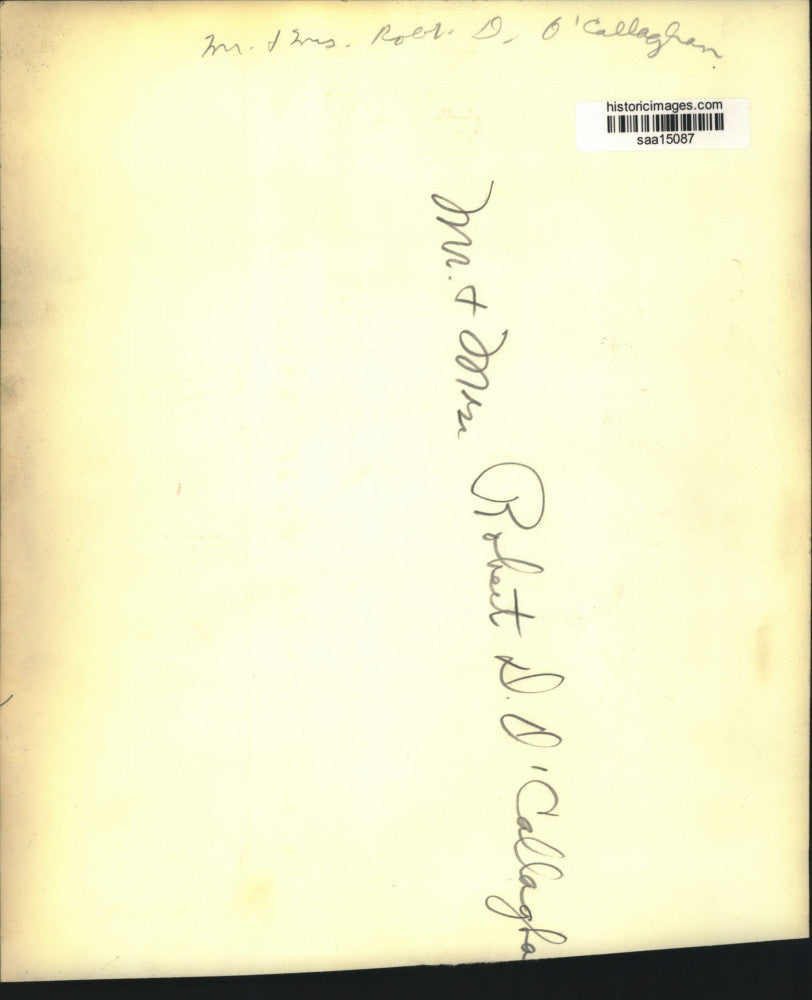 Mr. & Mrs. Robt. D. O'Callaghan
historicimages.com
saa15087
Mr. & Mrs. Robert D. O'Callagha